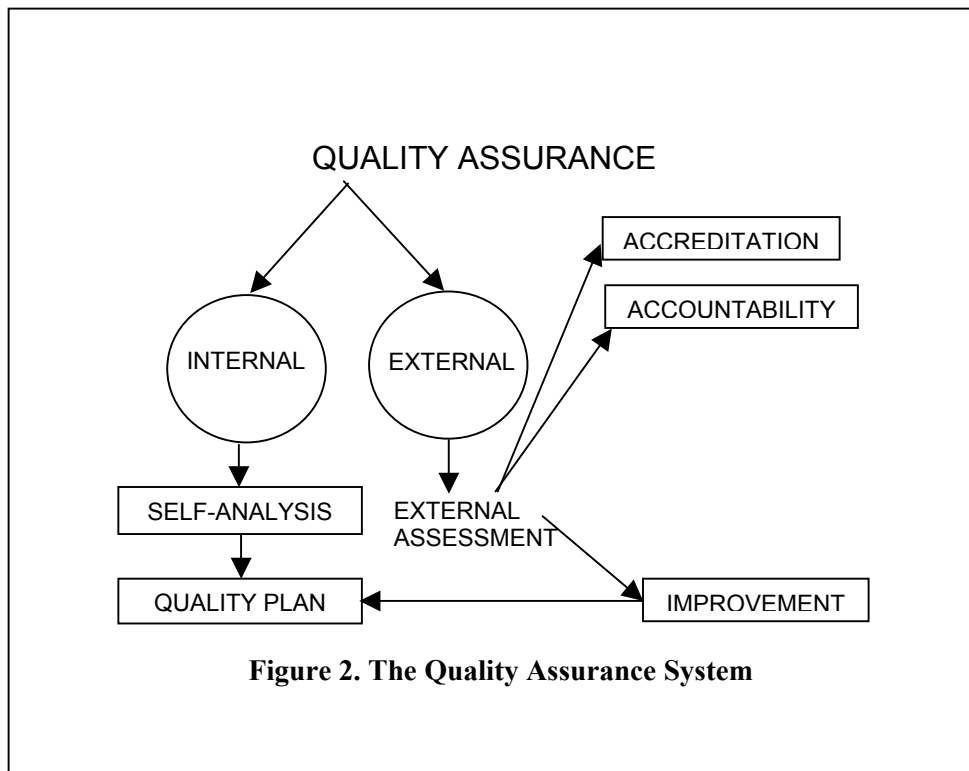 QUALITY ASSURANCE
ACCREDITATION
ACCOUNTABILITY
INTERNAL
EXTERNAL
SELF-ANALYSIS
EXTERNAL
ASSESSMENT
QUALITY PLAN
IMPROVEMENT
Figure 2. The Quality Assurance System